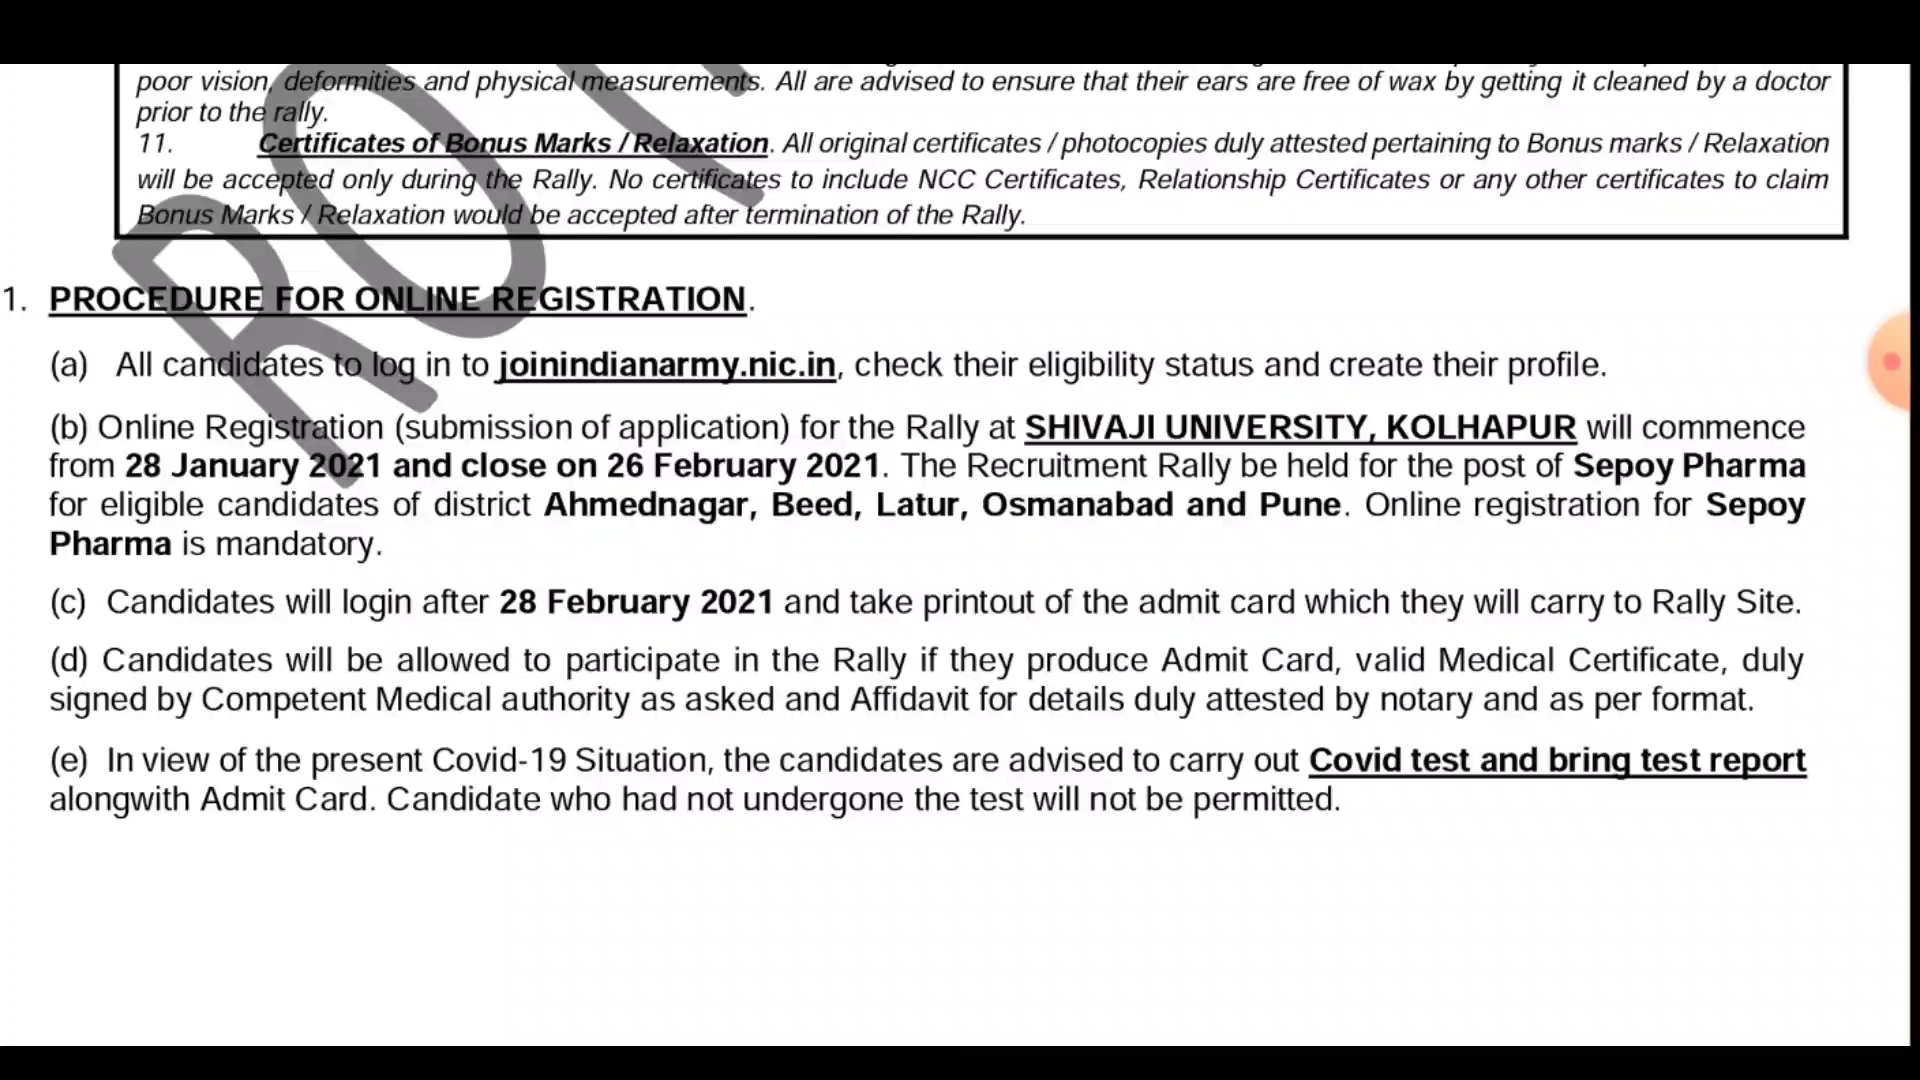 poor vision, deformities and physical measurements. All are advised to ensure that their ears are free of wax by getting it cleaned by a doctor
prior to the rally.
11. Certificates of Bonus Marks / Relaxation. All original certificates / photocopies duly attested pertaining to Bonus marks / Relaxation
will be accepted only during the Rally. No certificates to include NCC Certificates, Relationship Certificates or any other certificates to claim
Bonus Marks / Relaxation would be accepted after termination of the Rally.
1. PROCEDURE FOR ONLINE REGISTRATION.
(a) All candidates to log in to joinindianarmy.nic.in, check their eligibility status and create their profile.
(b) Online Registration (submission of application) for the Rally at SHIVAJI UNIVERSITY, KOLHAPUR will commence
from 28 January 2021 and close on 26 February 2021. The Recruitment Rally be held for the post of Sepoy Pharma
for eligible candidates of district Ahmednagar, Beed, Latur, Osmanabad and Pune. Online registration for Sepoy
Pharma is mandatory.
(c) Candidates will login after 28 February 2021 and take printout of the admit card which they will carry to Rally Site.
(d) Candidates will be allowed to participate in the Rally if they produce Admit Card, valid Medical Certificate, duly
signed by Competent Medical authority as asked and Affidavit for details duly attested by notary and as per format.
(e) In view of the present Covid-19 Situation, the candidates are advised to carry out Covid test and bring test report
alongwith Admit Card. Candidate who had not undergone the test will not be permitted.